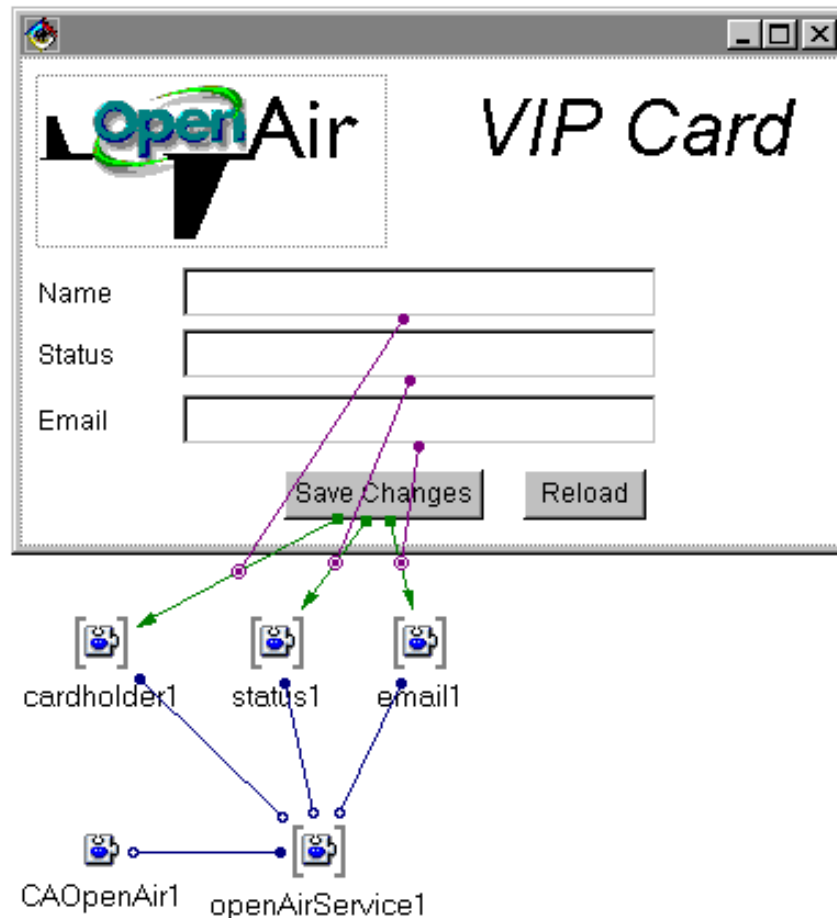 OpenAir
VIP Card
Name
Status
Email
Save Changes
Reload
cardholder1
status1
email1
CAOpenAir1
openAirService1